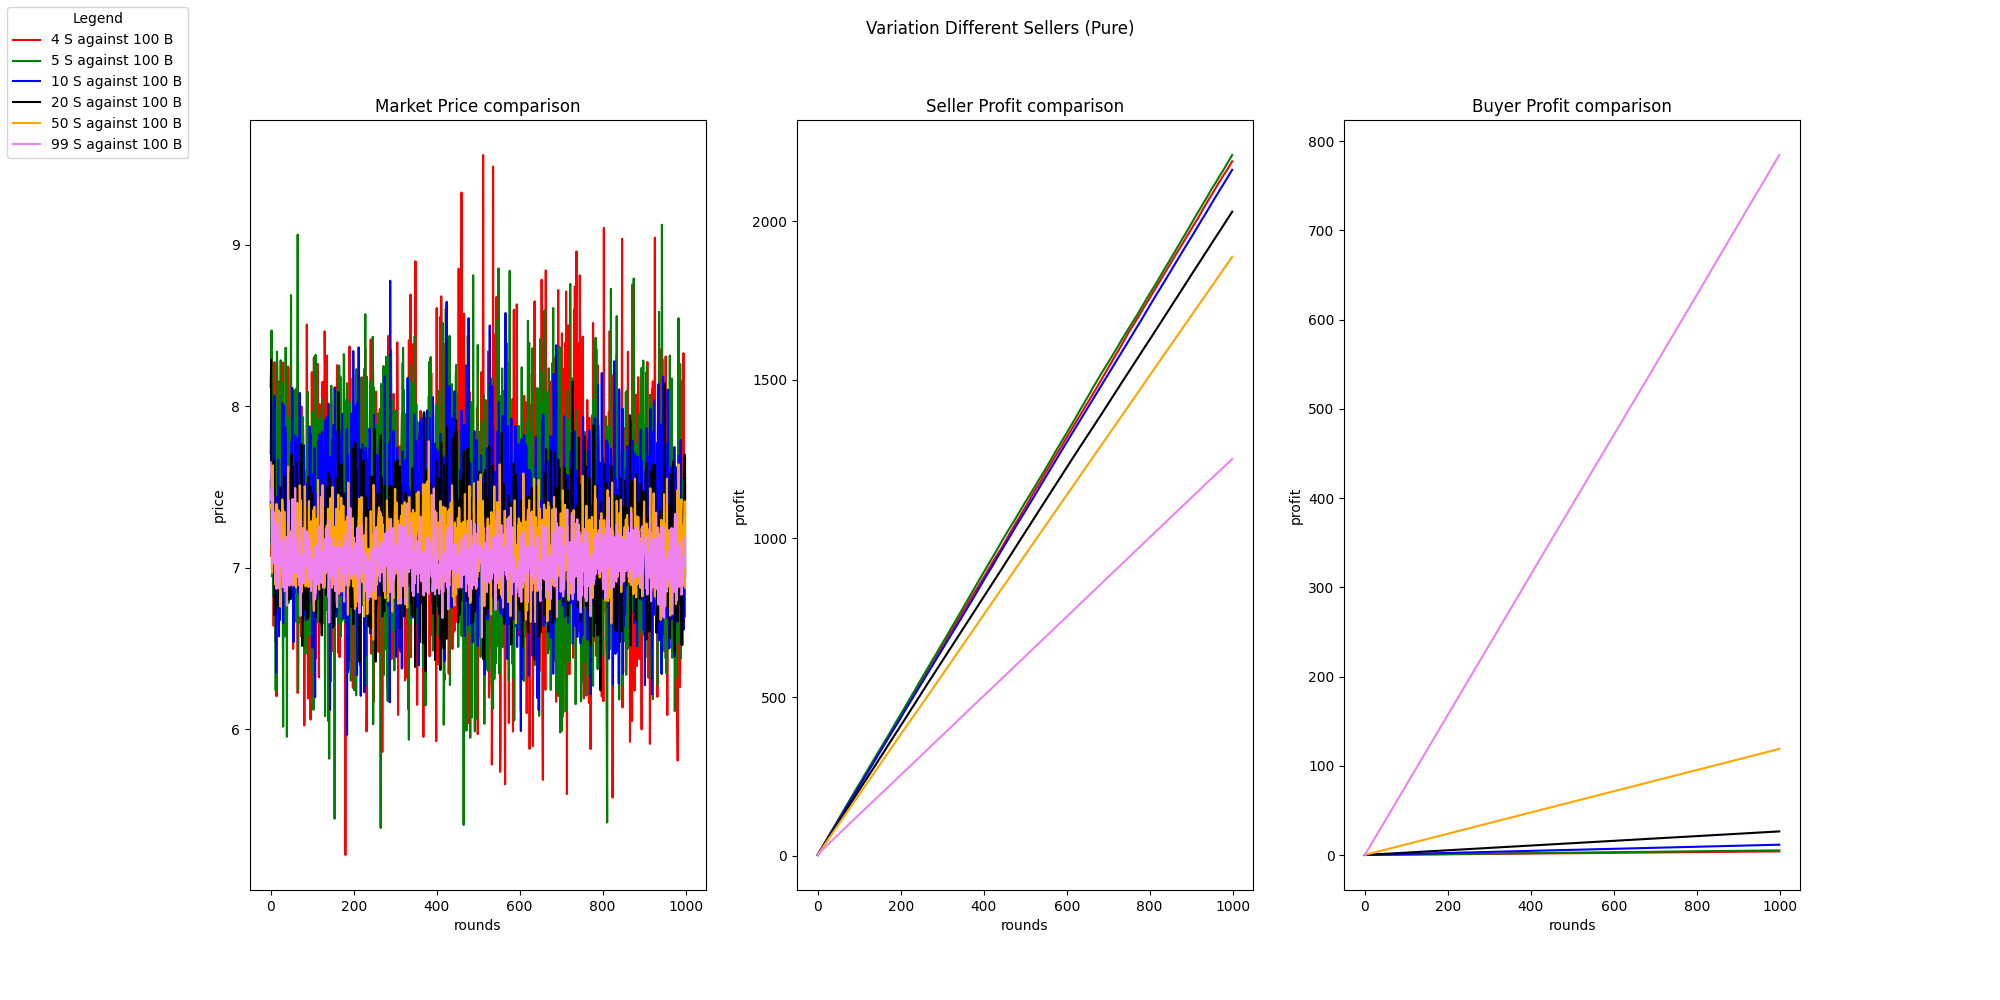 Legend
4 S against 100 B
5 S against 100 B
10 S against 100 B
20 S against 100 B
50 S against 100 B
99 S against 100 B
Variation Different Sellers (Pure)
Market Price comparison
price
9
8
7
6
0 200 400 600 800 1000
rounds
Seller Profit comparison
profit
2000
1500
1000
500
0
0 200 400 600 800 1000
rounds
Buyer Profit comparison
profit
800
700
600
500
400
300
200
100
0
0 200 400 600 800 1000
rounds